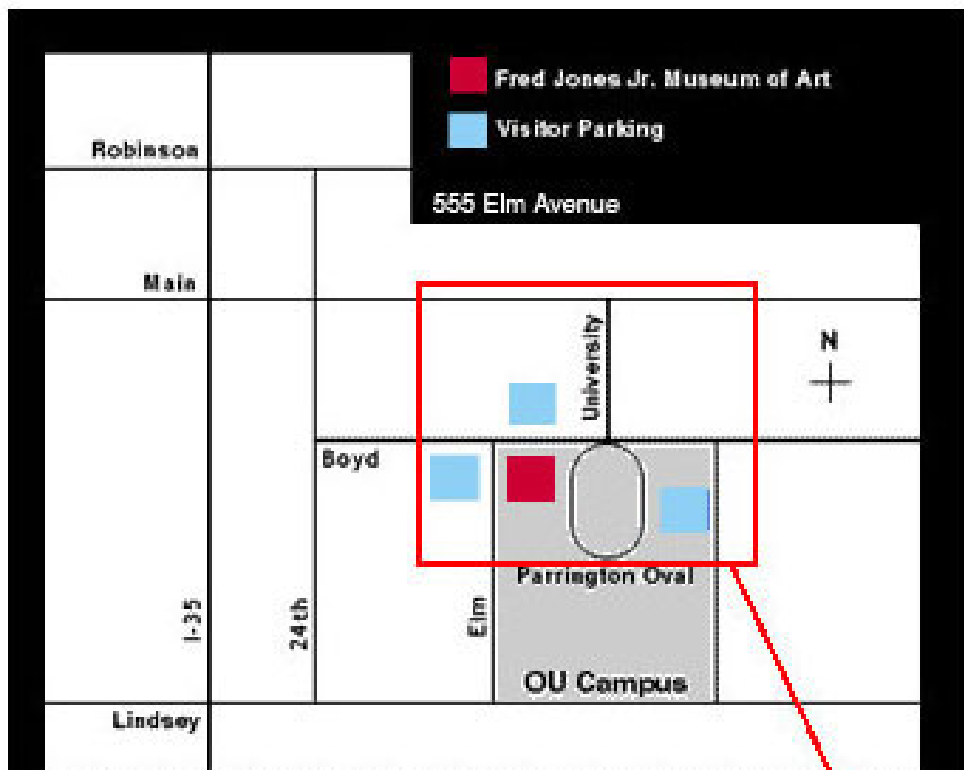 Fred Jones Jr. Museum of Art
Visitor Parking
Robinson
555 Elm Avenue
Main
University
N
Boyd
Parrington Oval
I-35
24th
Elm
OU Campus
Lindsey